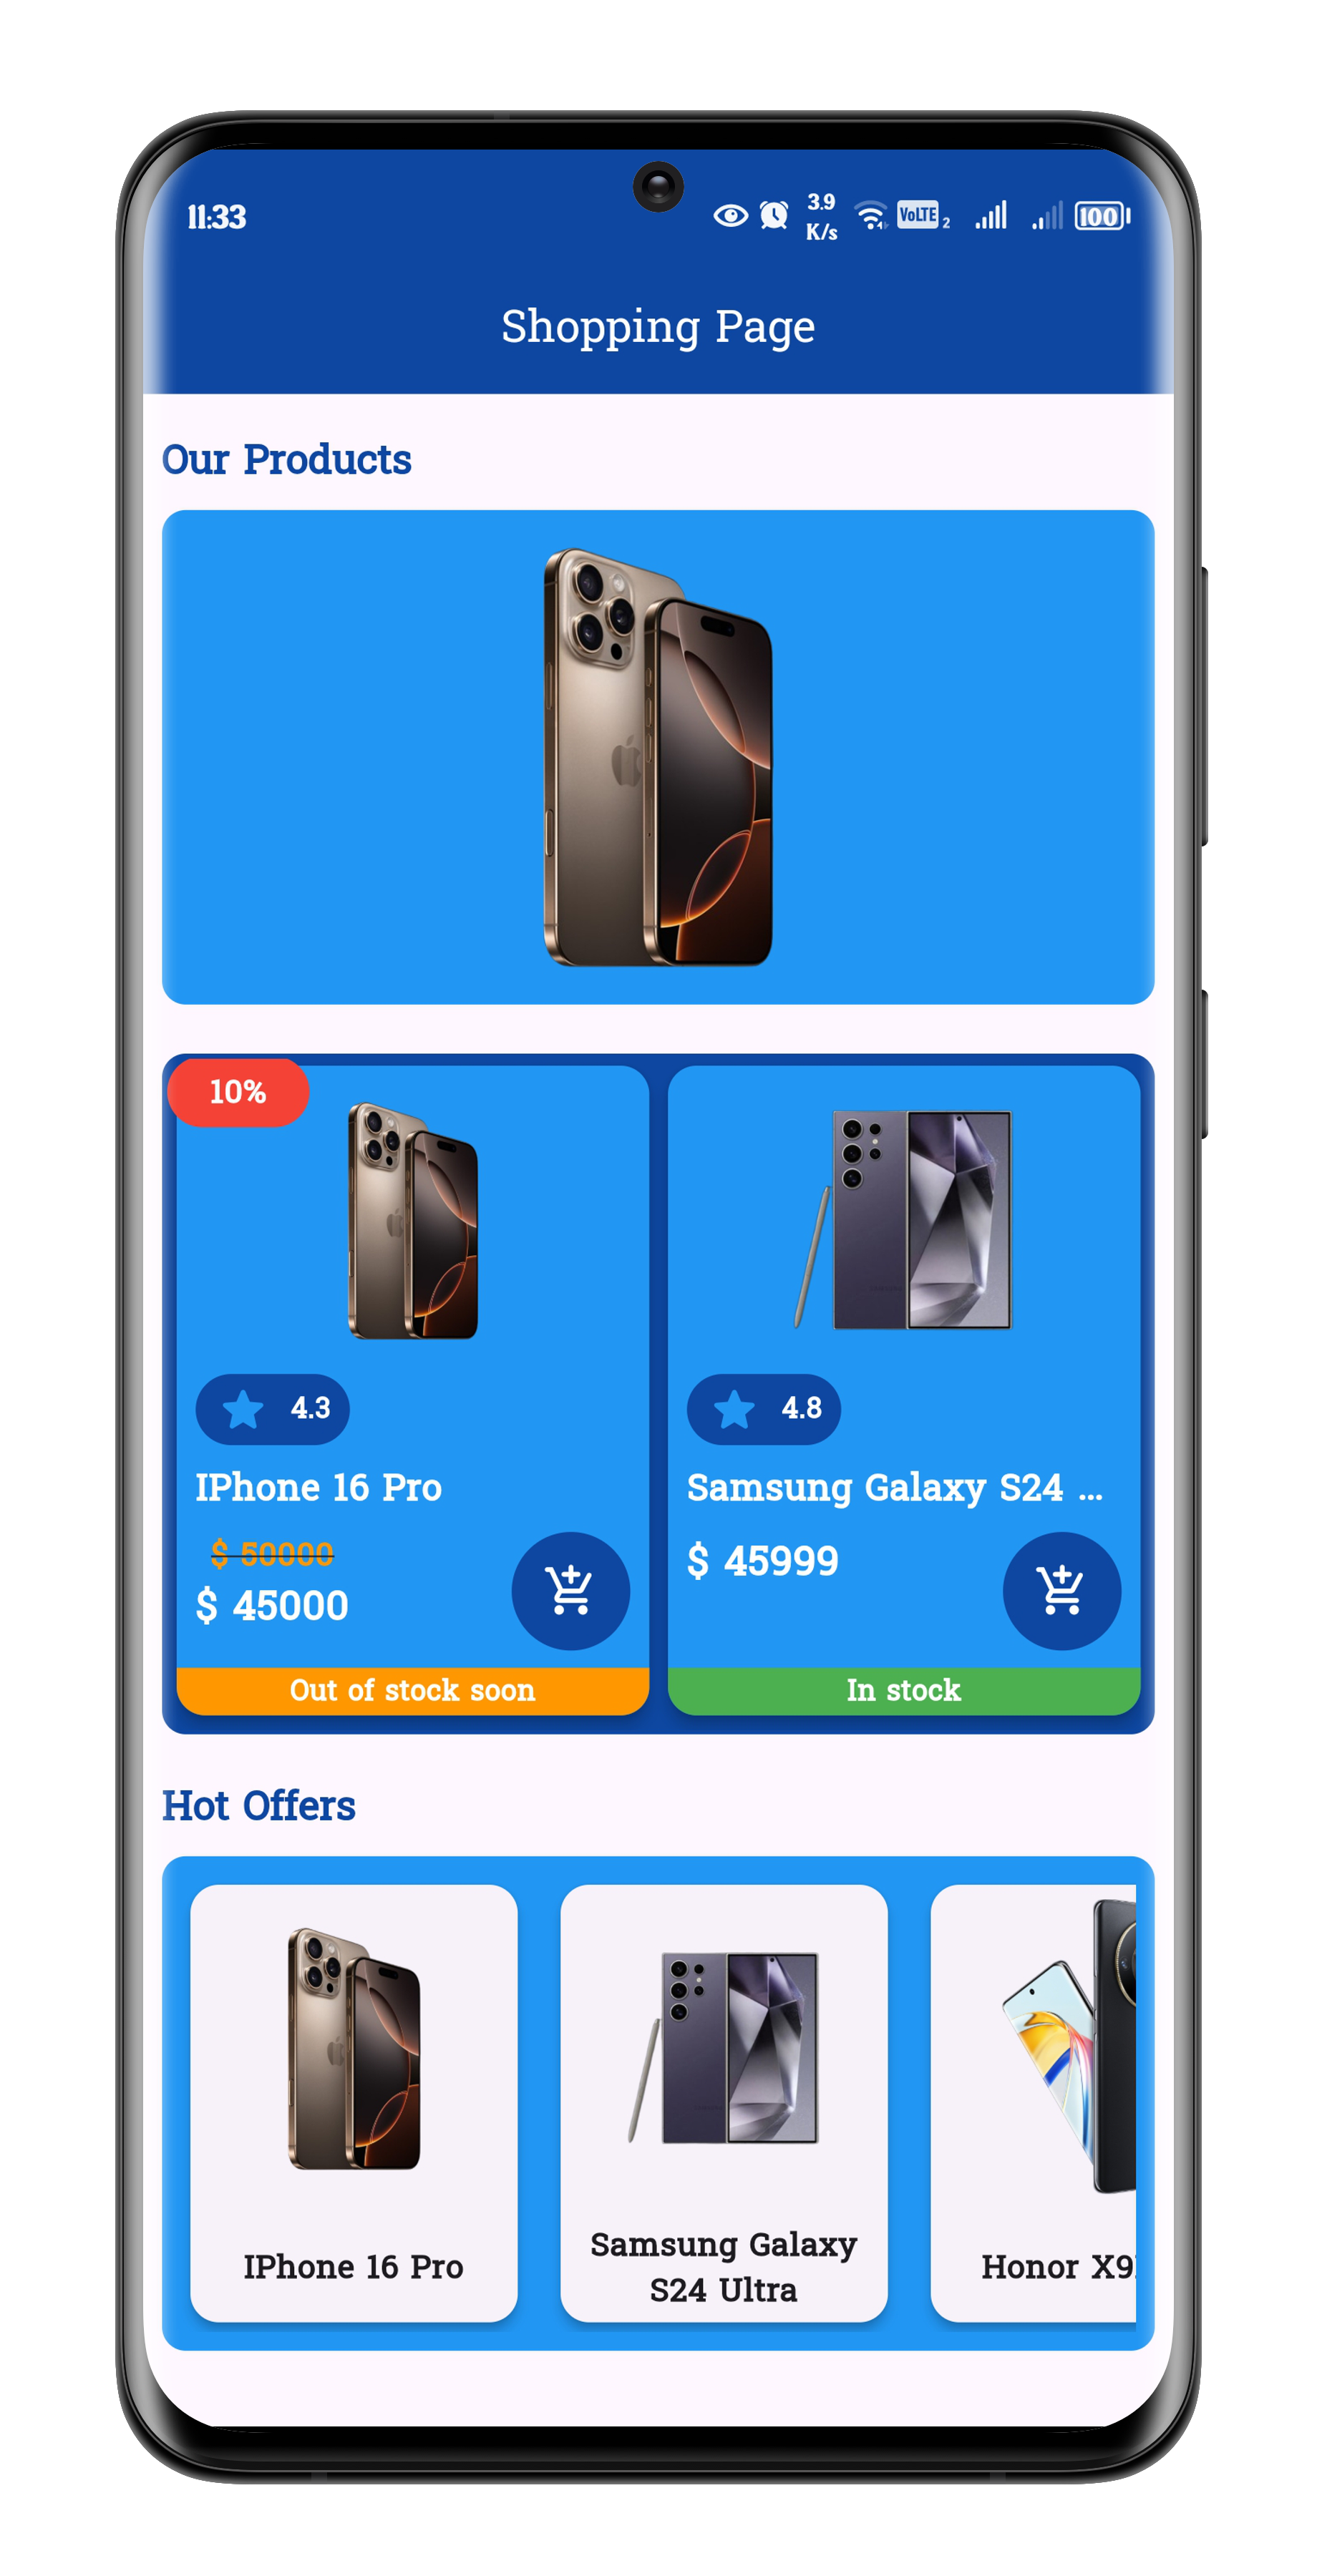 11:33
3.9
K/s
VoLTE 2
100
Shopping Page
Our Products
10%
4.3
4.8
IPhone 16 Pro
Samsung Galaxy S24 ...
$ 50000
$ 45000
$ 45999
Out of stock soon
In stock
Hot Offers
IPhone 16 Pro
Samsung Galaxy
S24 Ultra
Honor X9